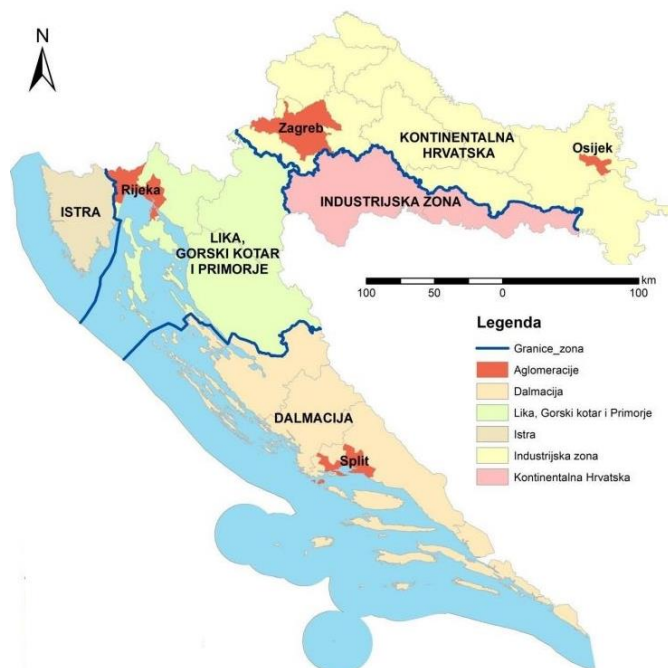 N
Zagreb
KONTINENTALNA
HRVATSKA
Osijek
Rijeka
ISTRA
INDUSTRIJSKA ZONA
LIKA,
GORSKI KOTAR
I PRIMORJE
km
100 50 0 100
Legenda
Granice_zona
Aglomeracije
Dalmacija
Lika, Gorski kotar i Primorje
Istra
Industrijska zona
Kontinentalna Hrvatska
DALMACIJA
Split